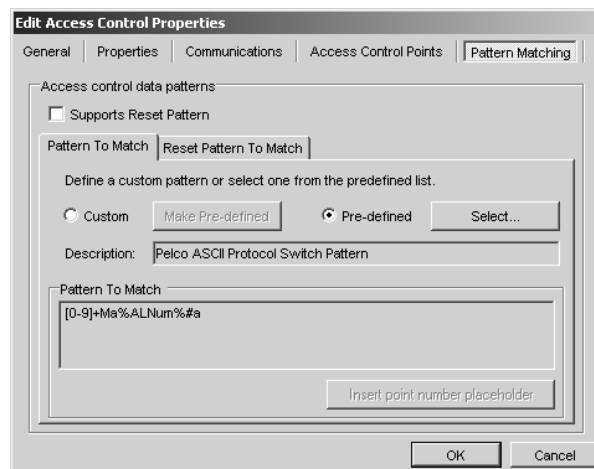 Edit Access Control Properties
General Properties Communications Access Control Points Pattern Matching
Access control data patterns
Supports Reset Pattern
Pattern To Match Reset Pattern To Match
Define a custom pattern or select one from the predefined list.
Custom Make Pre-defined Pre-defined Select...
Description: Pelco ASCII Protocol Switch Pattern
Pattern To Match
[0-9]+Ma%ALNum%#a
Insert point number placeholder
OK Cancel